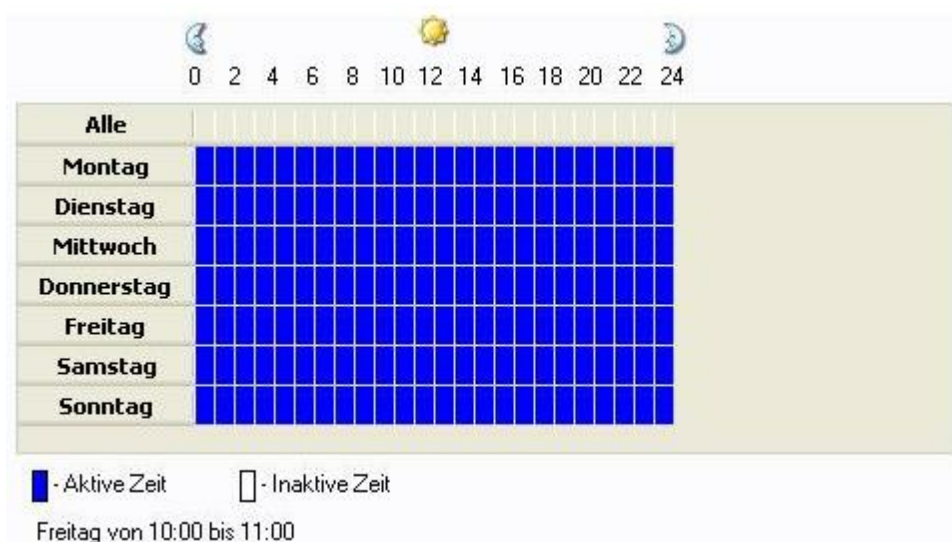 0 2 4 6 8 10 12 14 16 18 20 22 24
Alle
Montag
Dienstag
Mittwoch
Donnerstag
Freitag
Samstag
Sonntag
- Aktive Zeit - Inaktive Zeit
Freitag von 10:00 bis 11:00